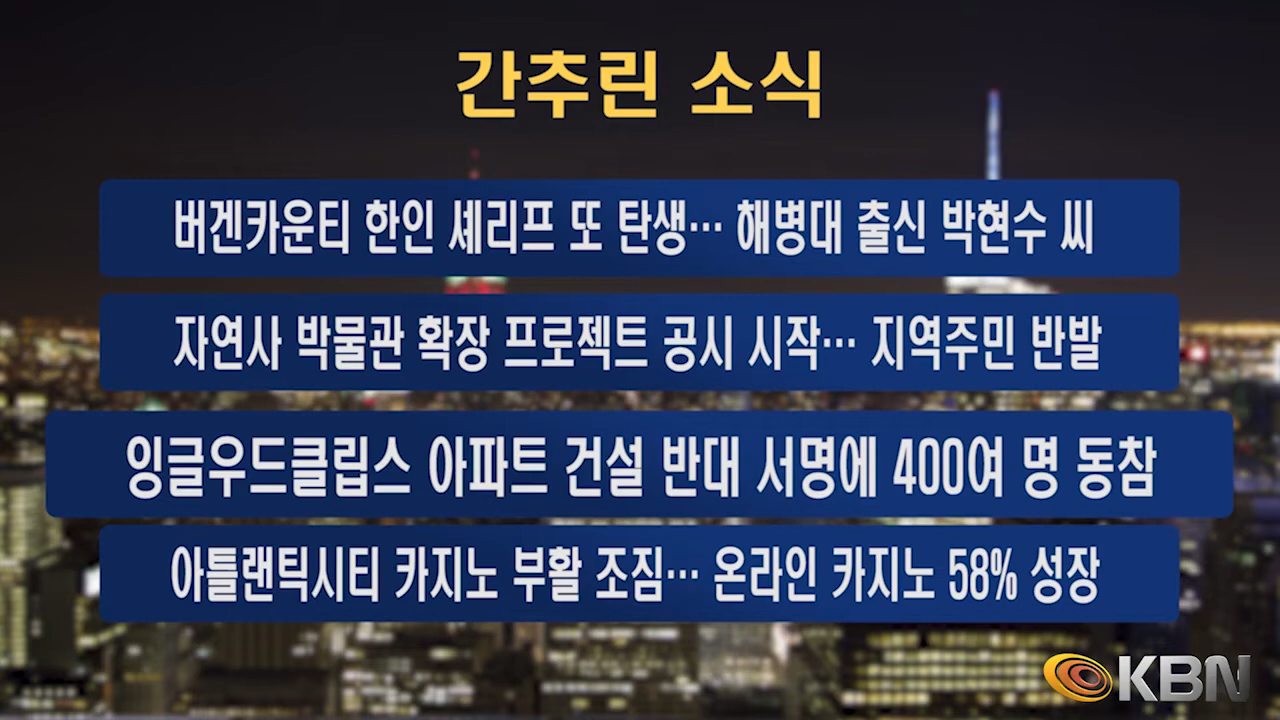 간추린 소식
버겐카운티 한인 셰리프 또 탄생… 해병대 출신 박현수 씨
자연사 박물관 확장 프로젝트 공시 시작… 지역주민 반발
잉글우드클립스 아파트 건설 반대 서명에 400여 명 동참
아틀랜틱시티 카지노 부활 조짐… 온라인 카지노 58% 성장
KBN